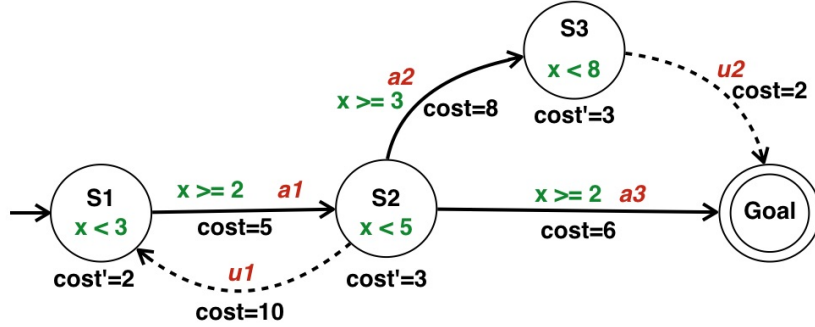 S3
x < 8
cost'=3
a2
x >= 3
cost=8
u2
cost=2
S1
x < 3
cost'=2
x >= 2 a1
cost=5
S2
x < 5
cost'=3
x >= 2 a3
cost=6
Goal
u1
cost=10